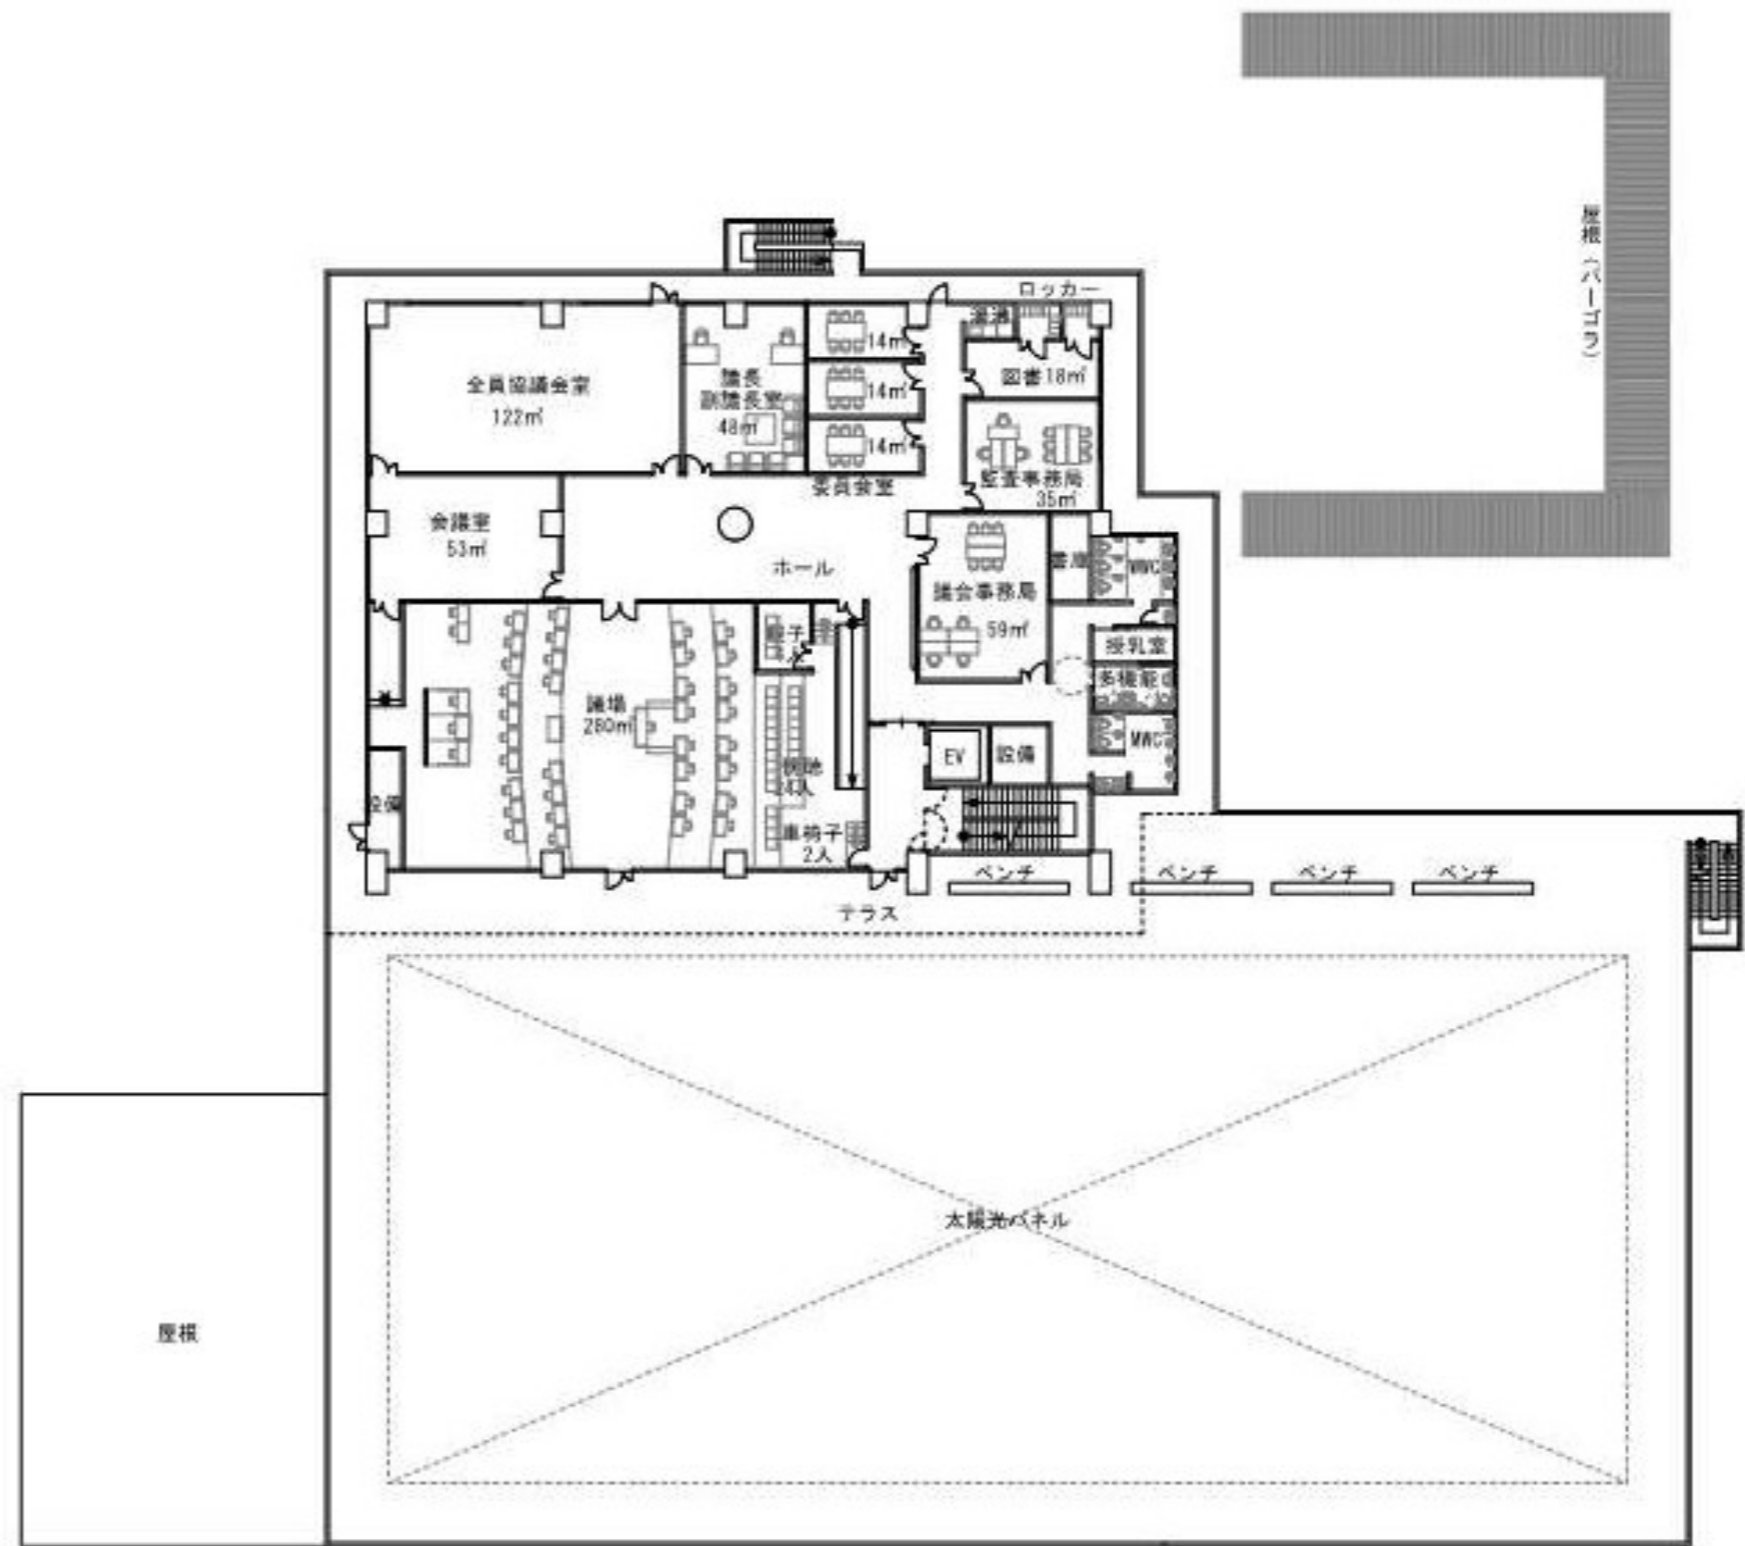 屋根（パーゴラ）
ロッカー
湯沸
14㎡
図書18㎡
全員協議会室
122㎡
議長
副議長室
48㎡
14㎡
14㎡
委員会室
監査事務局
35㎡
会議室
53㎡
ホール
議会事務局
59㎡
書庫
MWC
授乳室
多機能
MWC
親子
議場
280㎡
傍聴
24人
車椅子
2人
EV
設備
設備
ベンチ
ベンチ
ベンチ
ベンチ
テラス
太陽光パネル
屋根